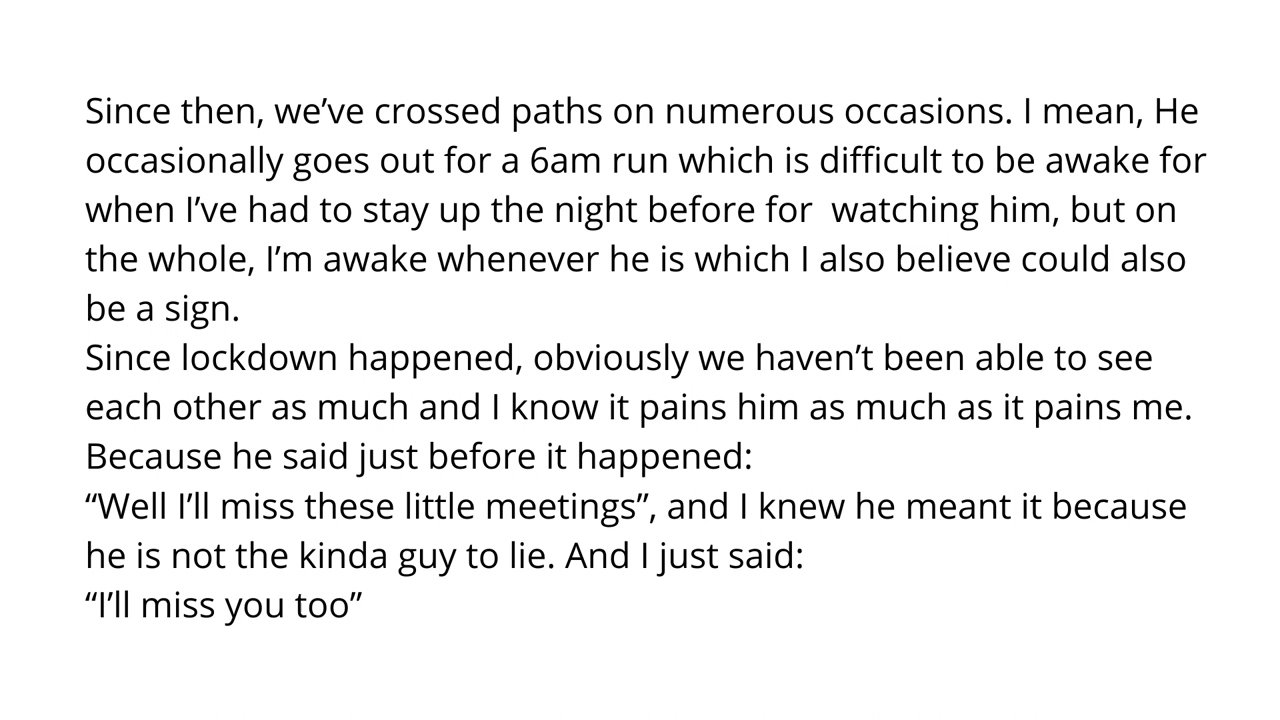 Since then, we’ve crossed paths on numerous occasions. I mean, He
occasionally goes out for a 6am run which is difficult to be awake for
when I’ve had to stay up the night before for  watching him, but on
the whole, I’m awake whenever he is which I also believe could also
be a sign.
Since lockdown happened, obviously we haven’t been able to see
each other as much and I know it pains him as much as it pains me.
Because he said just before it happened:
“Well I’ll miss these little meetings”, and I knew he meant it because
he is not the kinda guy to lie. And I just said:
“I’ll miss you too”